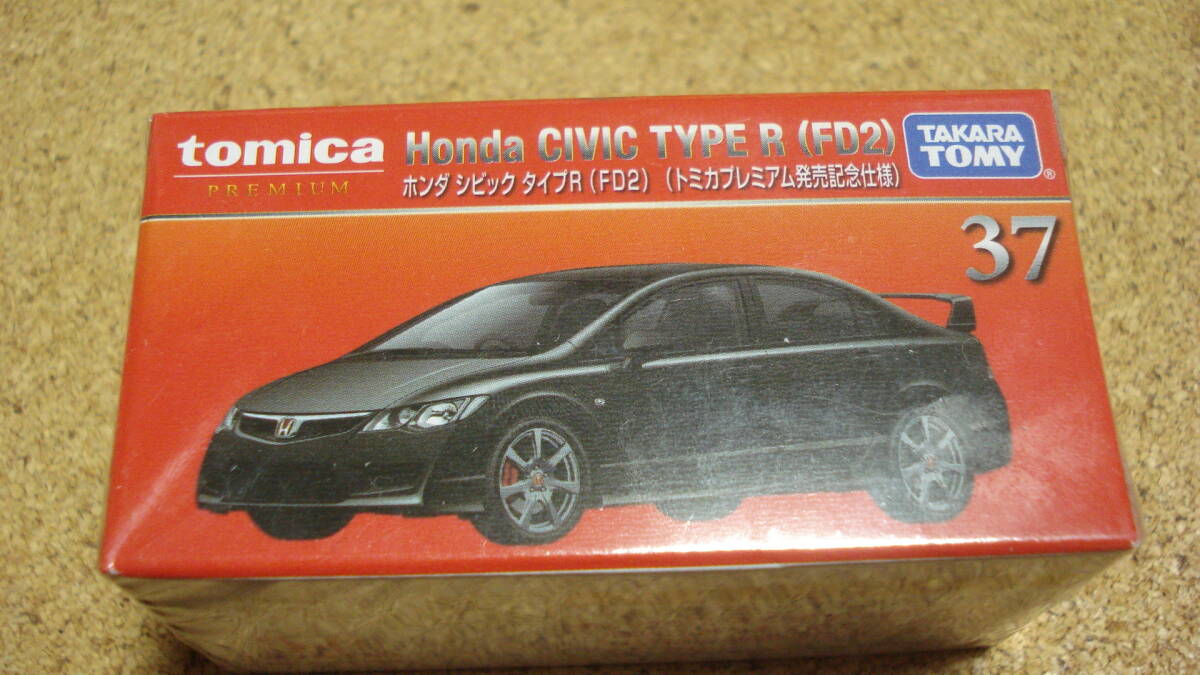 tomica
PREMIUM
Honda CIVIC TYPE R (FD2)
ホンダ シビック タイプR(FD2) (トミカプレミアム発売記念仕様)
TAKARA
TOMY
®
37